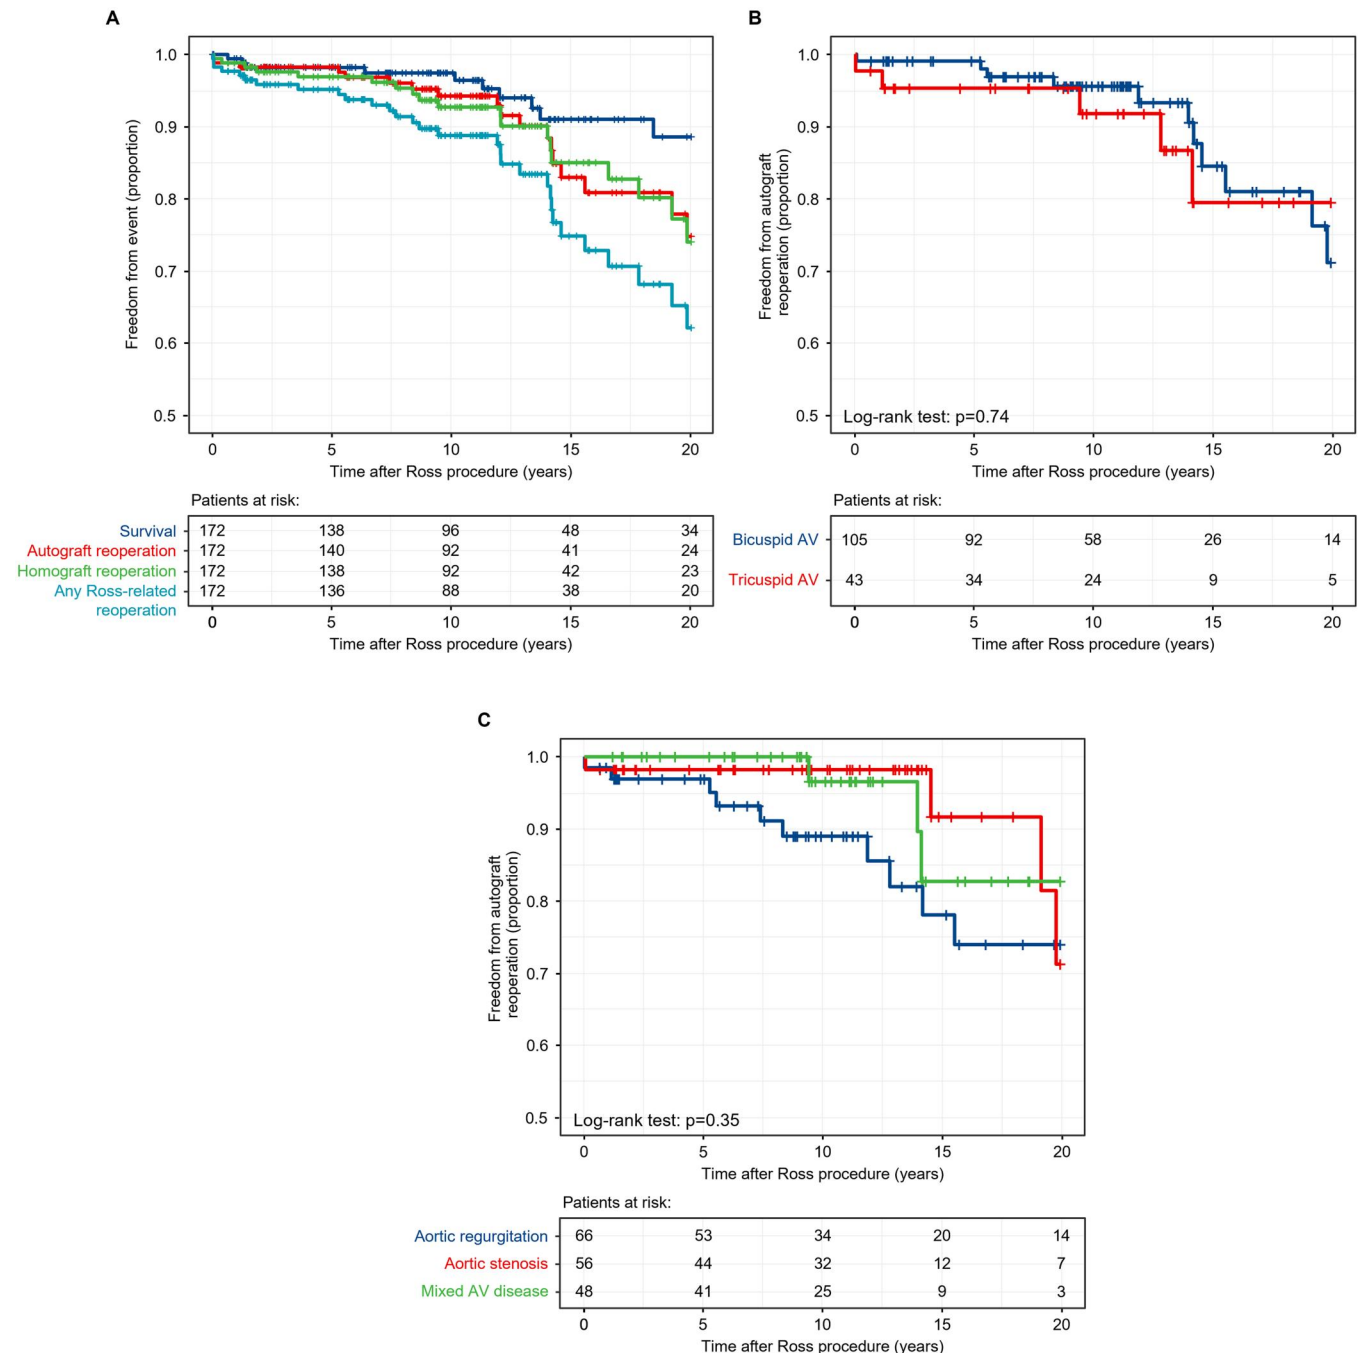 A
Freedom from event (proportion)
1.0
0.9
0.8
0.7
0.6
0.5
0 5 10 15 20
Time after Ross procedure (years)
Patients at risk:
Survival 172 138 96 48 34
Autograft reoperation 172 140 92 41 24
Homograft reoperation 172 138 92 42 23
Any Ross-related 172 136 88 38 20
reoperation
0 5 10 15 20
Time after Ross procedure (years)
B
Freedom from autograft
reoperation (proportion)
1.0
0.9
0.8
0.7
0.6
0.5
Log-rank test: p=0.74
0 5 10 15 20
Time after Ross procedure (years)
Patients at risk:
Bicuspid AV 105 92 58 26 14
Tricuspid AV 43 34 24 9 5
0 5 10 15 20
Time after Ross procedure (years)
C
Freedom from autograft
reoperation (proportion)
1.0
0.9
0.8
0.7
0.6
0.5
Log-rank test: p=0.35
0 5 10 15 20
Time after Ross procedure (years)
Patients at risk:
Aortic regurgitation 66 53 34 20 14
Aortic stenosis 56 44 32 12 7
Mixed AV disease 48 41 25 9 3
0 5 10 15 20
Time after Ross procedure (years)